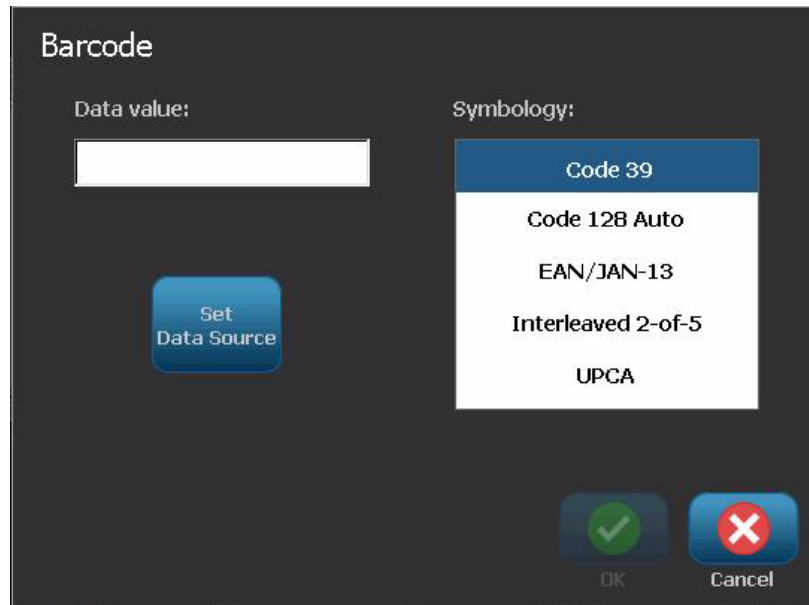 Barcode
Data value:
Symbology:
Code 39
Code 128 Auto
EAN/JAN-13
Interleaved 2-of-5
UPCA
Set
Data Source
OK
Cancel